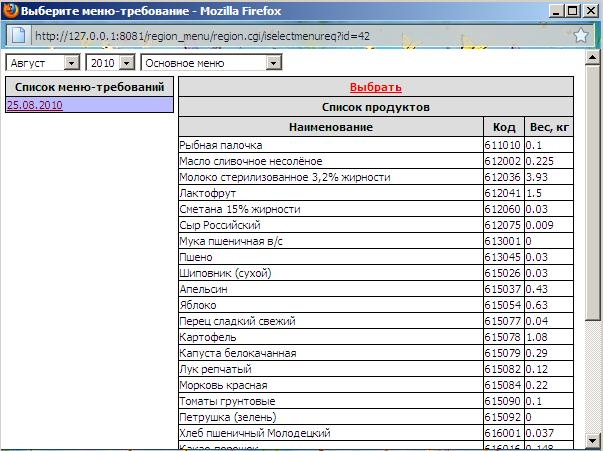 Выберите меню-требование - Mozilla Firefox
http://127.0.0.1:8081/region_menu/region.cgi/iselectmenureq?id=42
Август 2010 Основное меню
Список меню-требований
25.08.2010
Выбрать
Список продуктов
Наименование Код Вес, кг
Рыбная палочка 611010 0.1
Масло сливочное несолёное 612002 0.225
Молоко стерилизованное 3,2% жирности 612036 3.93
Лактофрут 612041 1.5
Сметана 15% жирности 612060 0.03
Сыр Российский 612075 0.009
Мука пшеничная в/с 613001 0
Пшено 613045 0.03
Шиповник (сухой) 615026 0.03
Апельсин 615037 0.43
Яблоко 615054 0.63
Перец сладкий свежий 615077 0.04
Картофель 615078 1.08
Капуста белокачанная 615079 0.29
Лук репчатый 615082 0.12
Морковь красная 615084 0.22
Томаты грунтовые 615090 0.1
Петрушка (зелень) 615092 0
Хлеб пшеничный Молодецкий 616001 0.037
Какао порошок 616016 0.148